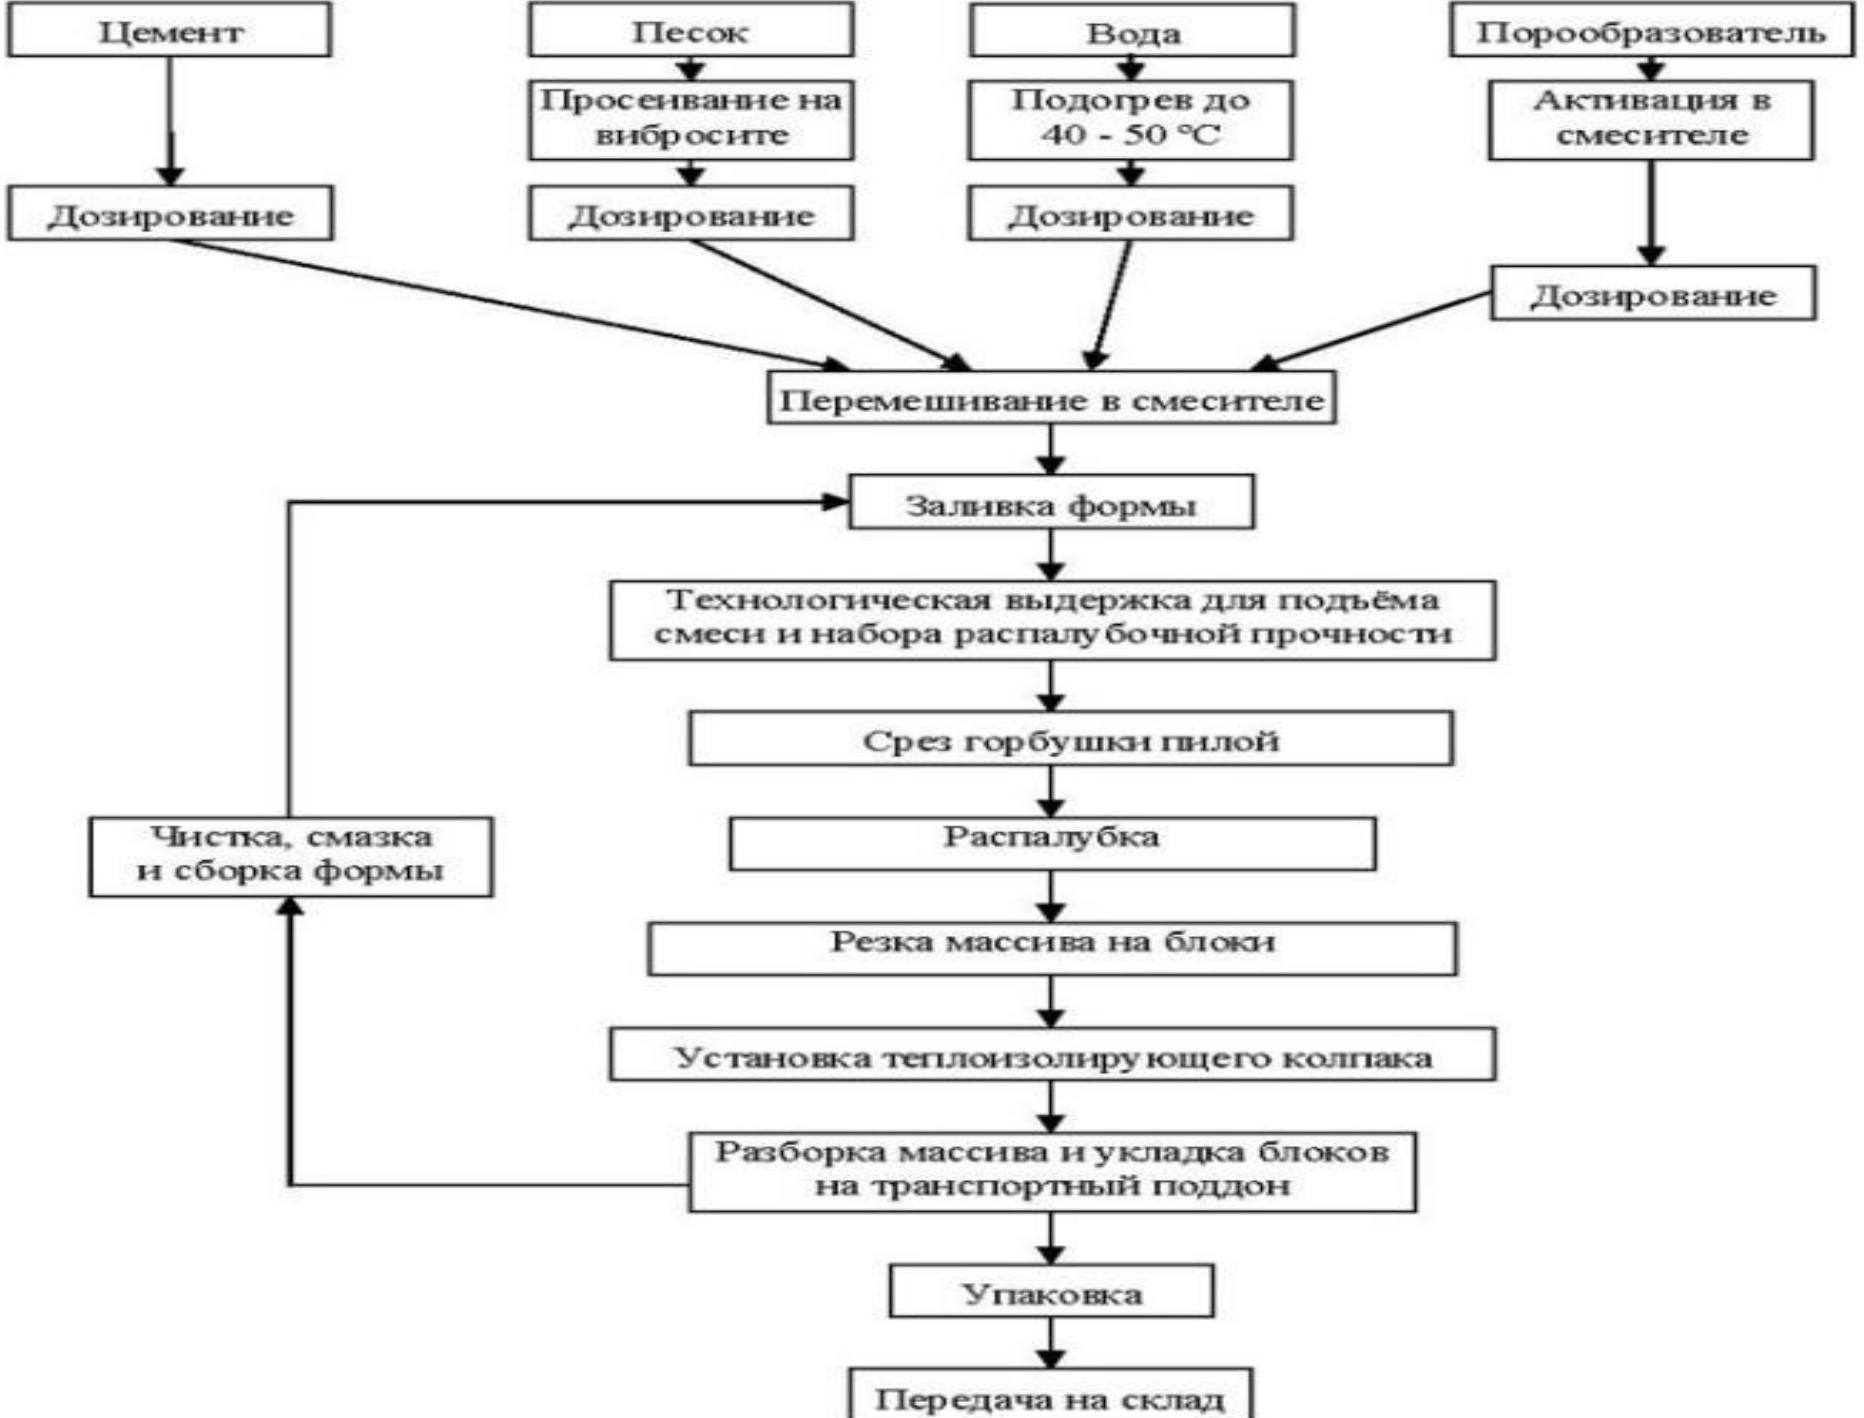 Цемент
Песок
Вода
Порообразователь
Просеивание на
вибросите
Подогрев до
40 - 50 °C
Активация в
смесителе
Дозирование
Дозирование
Дозирование
Дозирование
Перемешивание в смесителе
Заливка формы
Технологическая выдержка для подъёма
смеси и набора распалубочной прочности
Срез горбушки пилой
Чистка, смазка
и сборка формы
Распалубка
Резка массива на блоки
Установка теплоизолирующего колпака
Разборка массива и укладка блоков
на транспортный поддон
Упаковка
Передача на склад